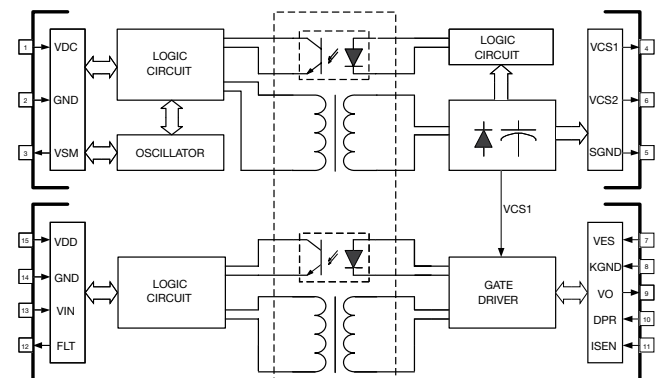 1 VDC
2 GND
3 VSM
LOGIC
CIRCUIT
OSCILLATOR
LOGIC
CIRCUIT
VCS1 4
VCS2 6
SGND 5
VCS1
15 VDD
14 GND
13 VIN
12 FLT
LOGIC
CIRCUIT
GATE
DRIVER
VES 7
KGND 8
VO 9
DPR 10
ISEN 11